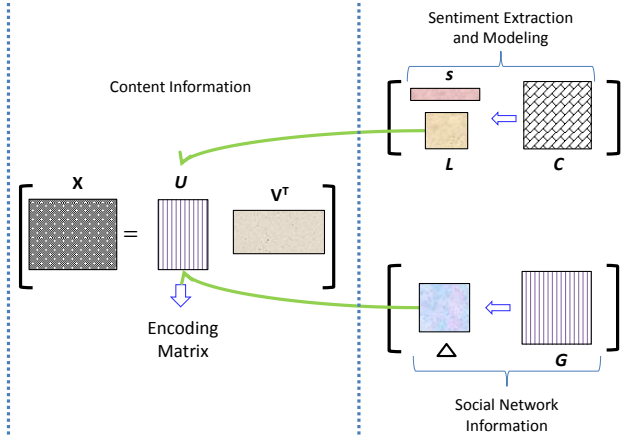 Sentiment Extraction
and Modeling
Content Information
s
L
C
X
=
U
V^T
Encoding
Matrix
△
G
Social Network
Information